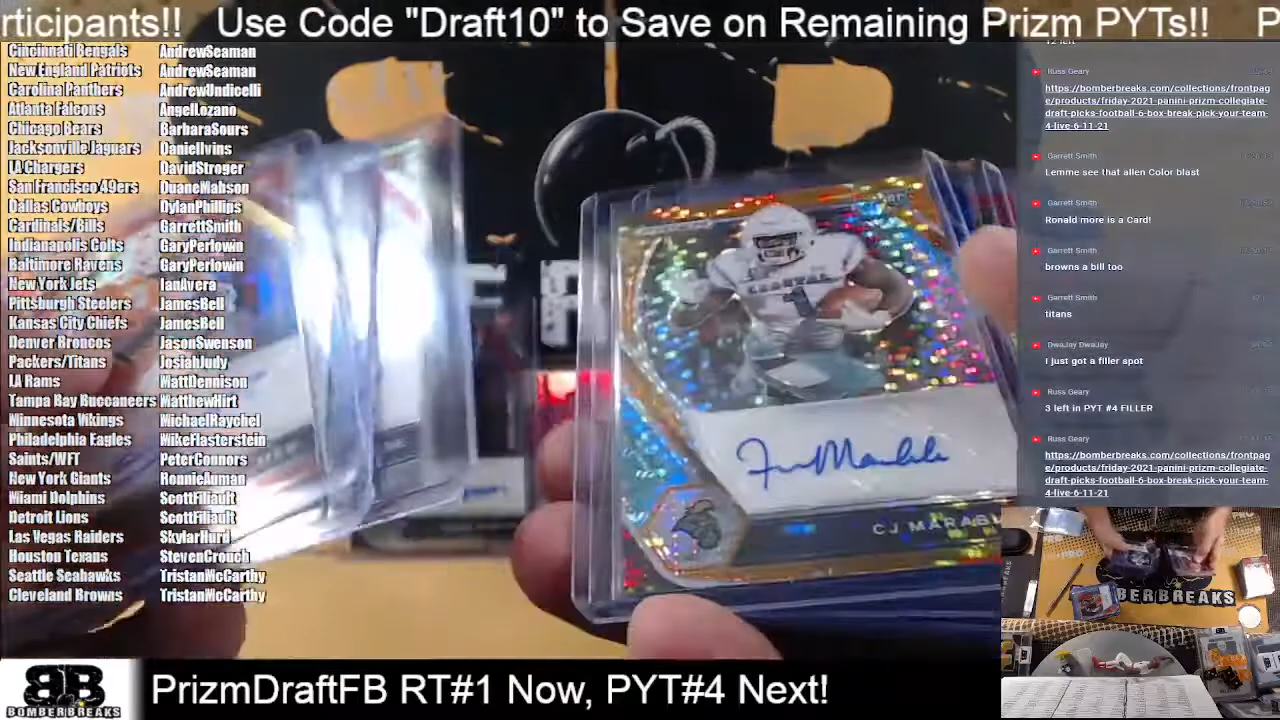 rticipants!! Use Code "Draft10" to Save on Remaining Prizm PYTs!! P
Cincinnati Bengals AndrewSeaman
New England Patriots AndrewSeaman
Carolina Panthers AndrewUndicelli
Atlanta Falcons AngelLozano
Chicago Bears BarbaraSours
Jacksonville Jaguars DanielIvins
LA Chargers DavidStroger
San Francisco 49ers DuaneMahson
Dallas Cowboys DylanPhillips
Cardinals/Bills GarrettSmith
Indianapolis Colts GaryPerlowin
Baltimore Ravens GaryPerlowin
New York Jets IanAvera
Pittsburgh Steelers JamesBell
Kansas City Chiefs JamesBell
Denver Broncos JasonSwenson
Packers/Titans JosiahJudy
LA Rams MattDennison
Tampa Bay Buccaneers MatthewHirt
Minnesota Vikings MichaelRaychel
Philadelphia Eagles MikeFlasterstein
Saints/WFT PeterConnors
New York Giants RonnieAuman
Miami Dolphins ScottFiliault
Detroit Lions ScottFiliault
Las Vegas Raiders SkylarHurd
Houston Texans StevenCrouch
Seattle Seahawks TristanMcCarthy
Cleveland Browns TristanMcCarthy
1
CJ MARAB
12 left
Russ Geary
https://bomberbreaks.com/collections/frontpag
e/products/friday-2021-panini-prizm-collegiate-
draft-picks-football-6-box-break-pick-your-team-
4-live-6-11-21
Garrett Smith
Lemme see that allen Color blast
Garrett Smith
Ronald more is a Card!
Garrett Smith
browns a bill too
Garrett Smith
titans
DwaJay DwaJay
I just got a filler spot
Russ Geary
3 left in PYT #4 FILLER
Russ Geary
https://bomberbreaks.com/collections/frontpag
e/products/friday-2021-panini-prizm-collegiate-
draft-picks-football-6-box-break-pick-your-team-
4-live-6-11-21
BERBREAKS
BB
BOMBERBREAKS
PrizmDraftFB RT#1 Now, PYT#4 Next!